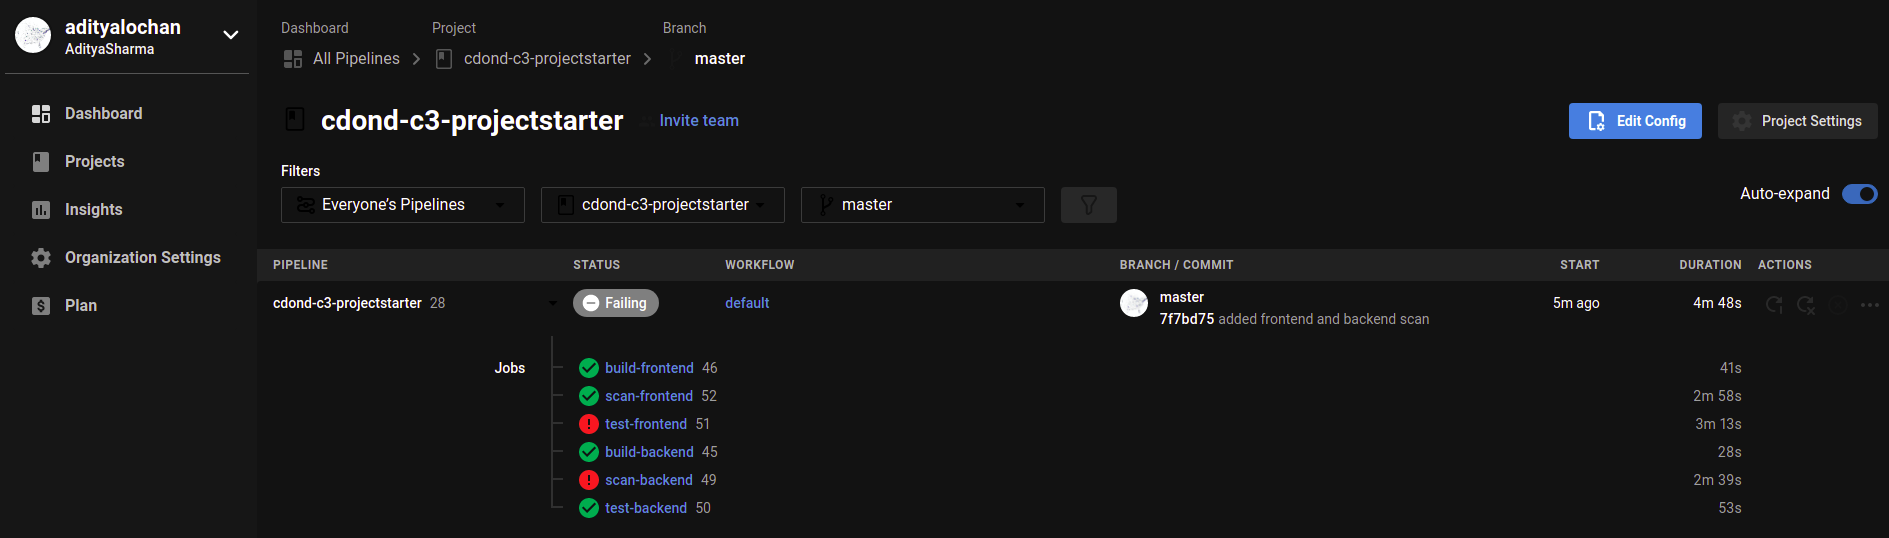 adityalochan
AdityaSharma
Dashboard
Projects
Insights
Organization Settings
Plan
Dashboard Project Branch
All Pipelines cdond-c3-projectstarter master
cdond-c3-projectstarter Invite team
Edit Config Project Settings
Filters
Everyone’s Pipelines cdond-c3-projectstarter master
Auto-expand
PIPELINE STATUS WORKFLOW BRANCH / COMMIT START DURATION ACTIONS
cdond-c3-projectstarter 28 Failing default master 5m ago 4m 48s
7f7bd75 added frontend and backend scan
Jobs build-frontend 46 41s
scan-frontend 52 2m 58s
test-frontend 51 3m 13s
build-backend 45 28s
scan-backend 49 2m 39s
test-backend 50 53s